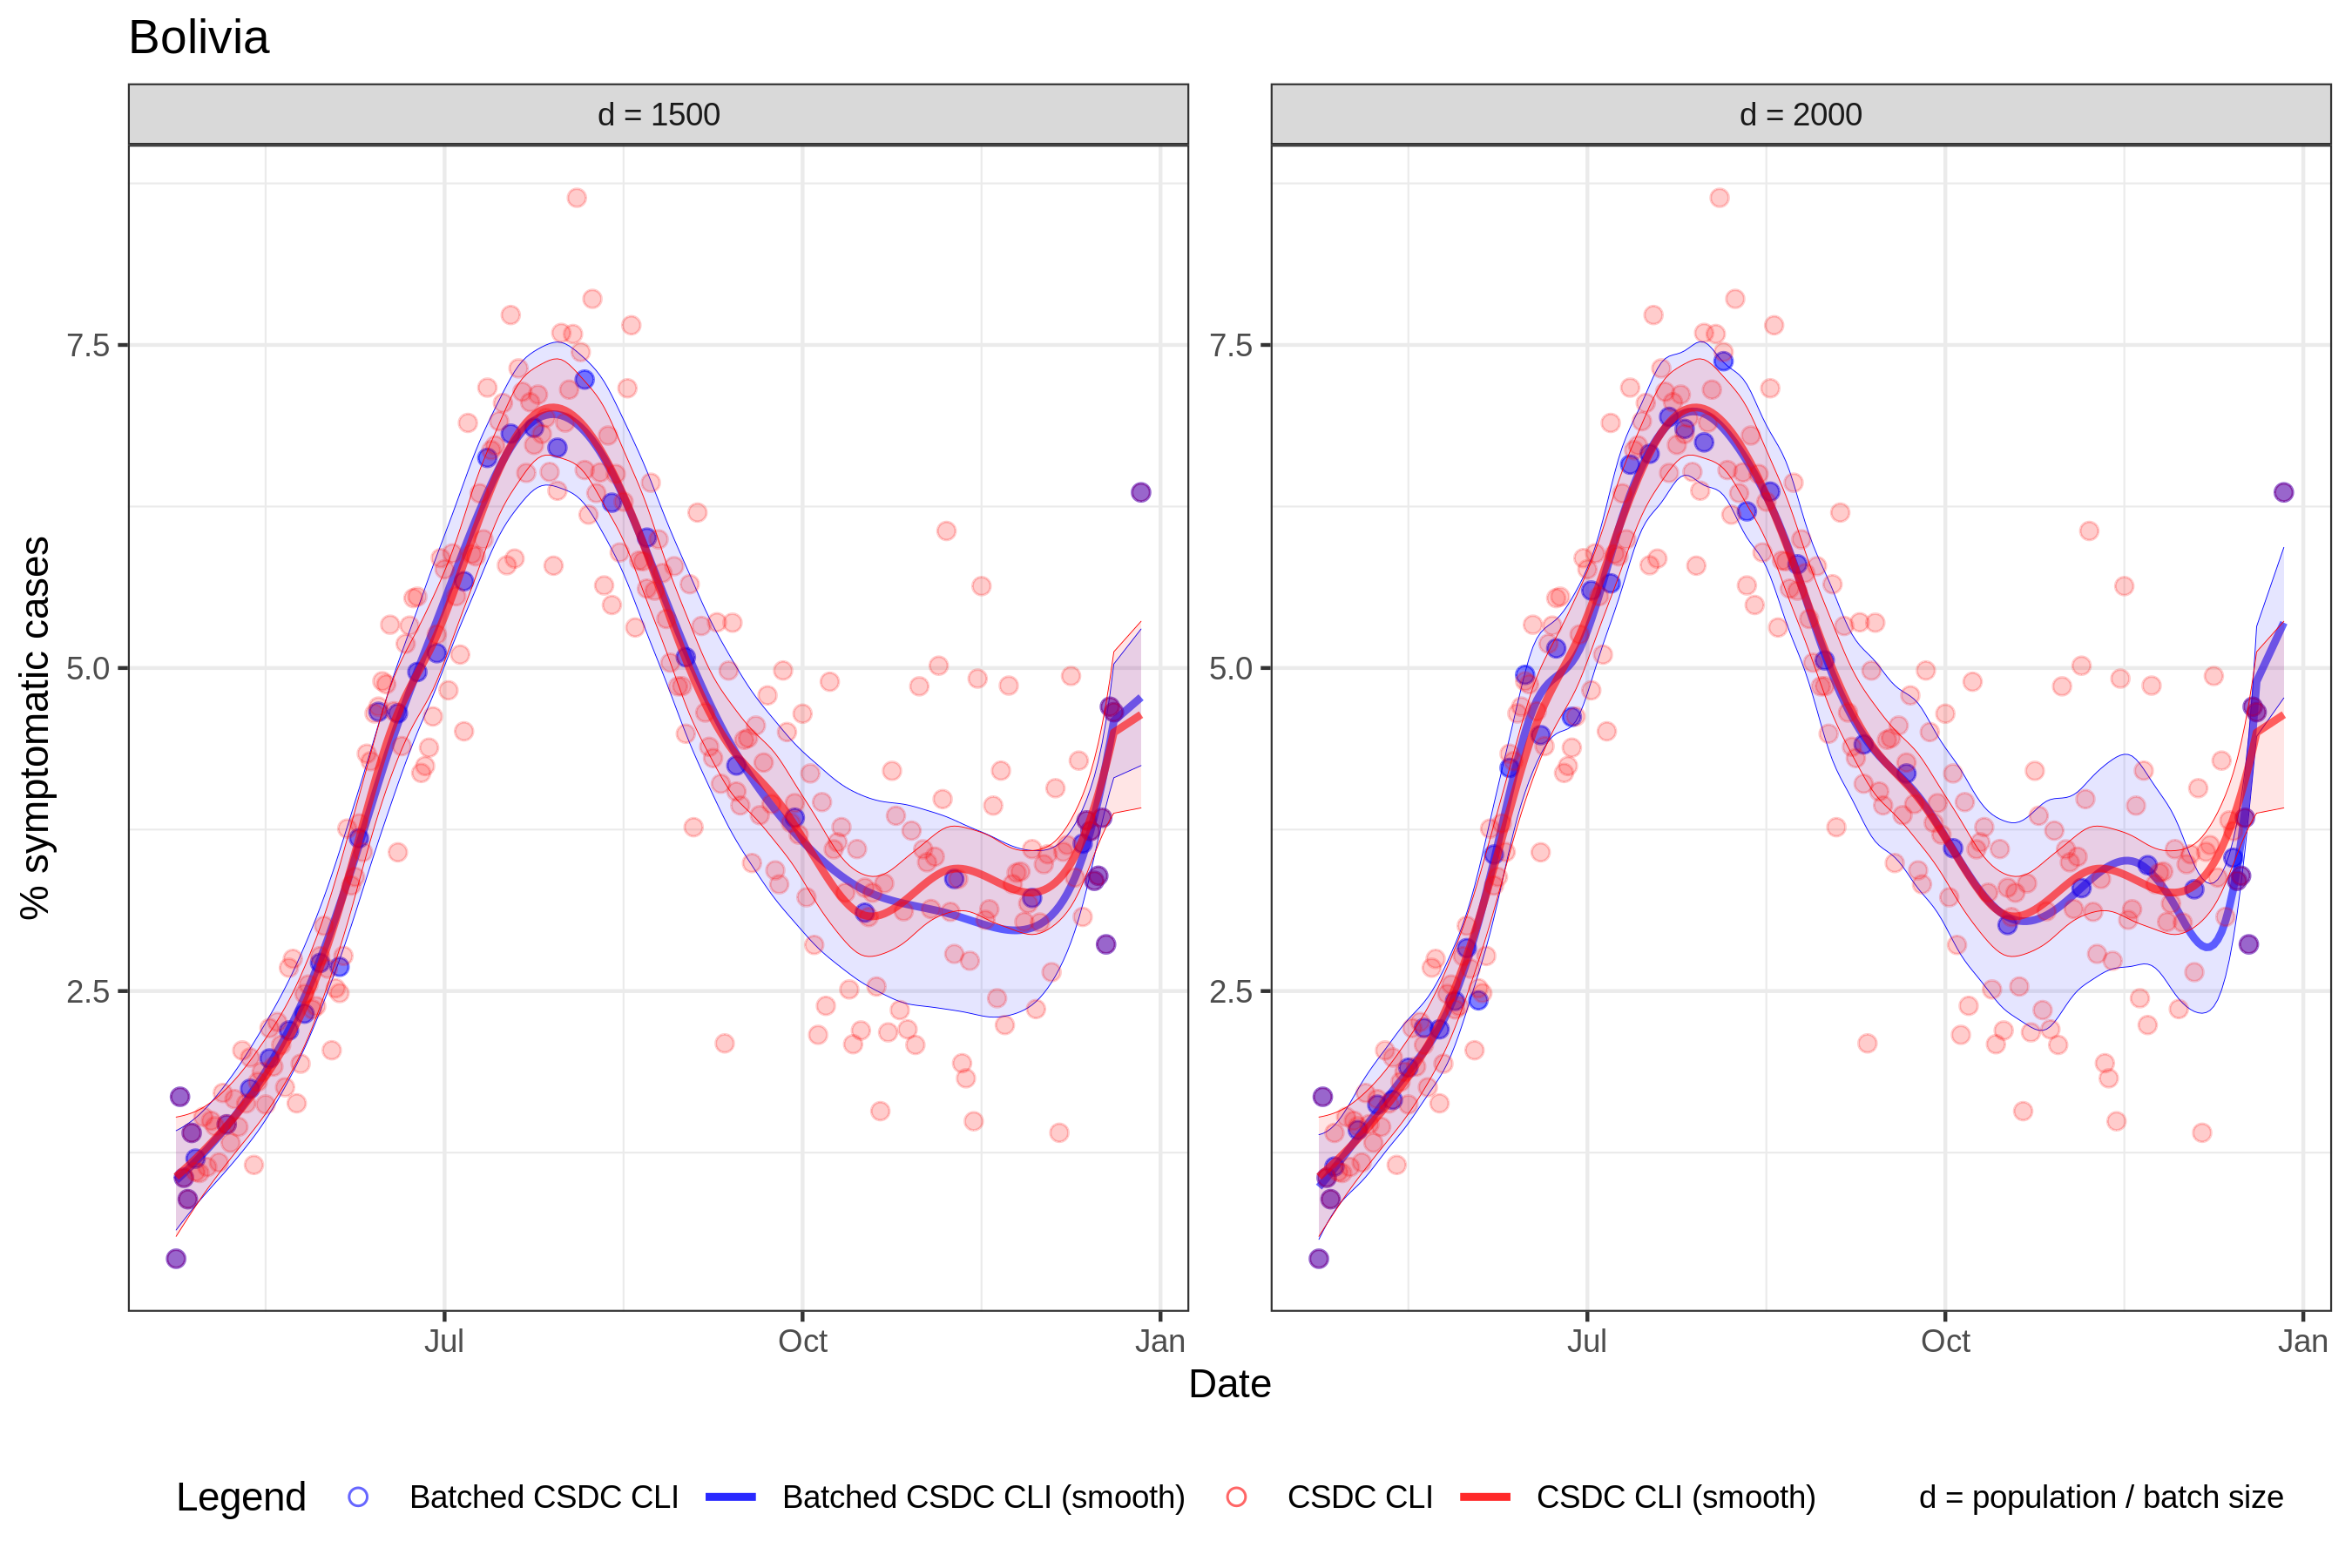 Bolivia
d = 1500
d = 2000
% symptomatic cases
7.5
5.0
2.5
7.5
5.0
2.5
Jul
Oct
Jan
Jul
Oct
Jan
Date
Legend
Batched CSDC CLI
Batched CSDC CLI (smooth)
CSDC CLI
CSDC CLI (smooth)
d = population / batch size